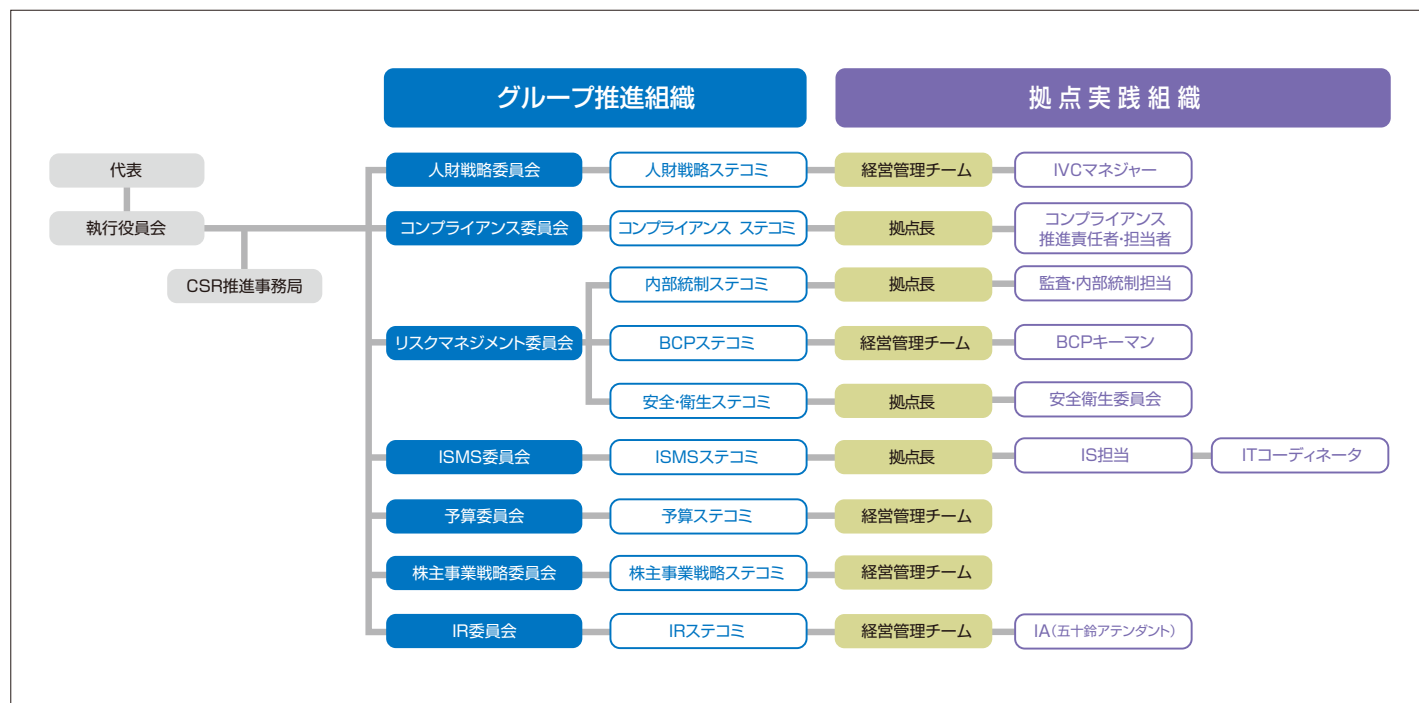 グループ推進組織
拠点実践組織
代表
執行役員会
CSR推進事務局
人財戦略委員会
人財戦略ステコミ
経営管理チーム
IVCマネジャー
コンプライアンス委員会
コンプライアンス ステコミ
拠点長
コンプライアンス
推進責任者・担当者
リスクマネジメント委員会
内部統制ステコミ
拠点長
監査・内部統制担当
BCPステコミ
経営管理チーム
BCPキーマン
安全・衛生ステコミ
拠点長
安全衛生委員会
ISMS委員会
ISMSステコミ
拠点長
IS担当
ITコーディネータ
予算委員会
予算ステコミ
経営管理チーム
株主事業戦略委員会
株主事業戦略ステコミ
経営管理チーム
IR委員会
IRステコミ
経営管理チーム
IA（五十鈴アテンダント）